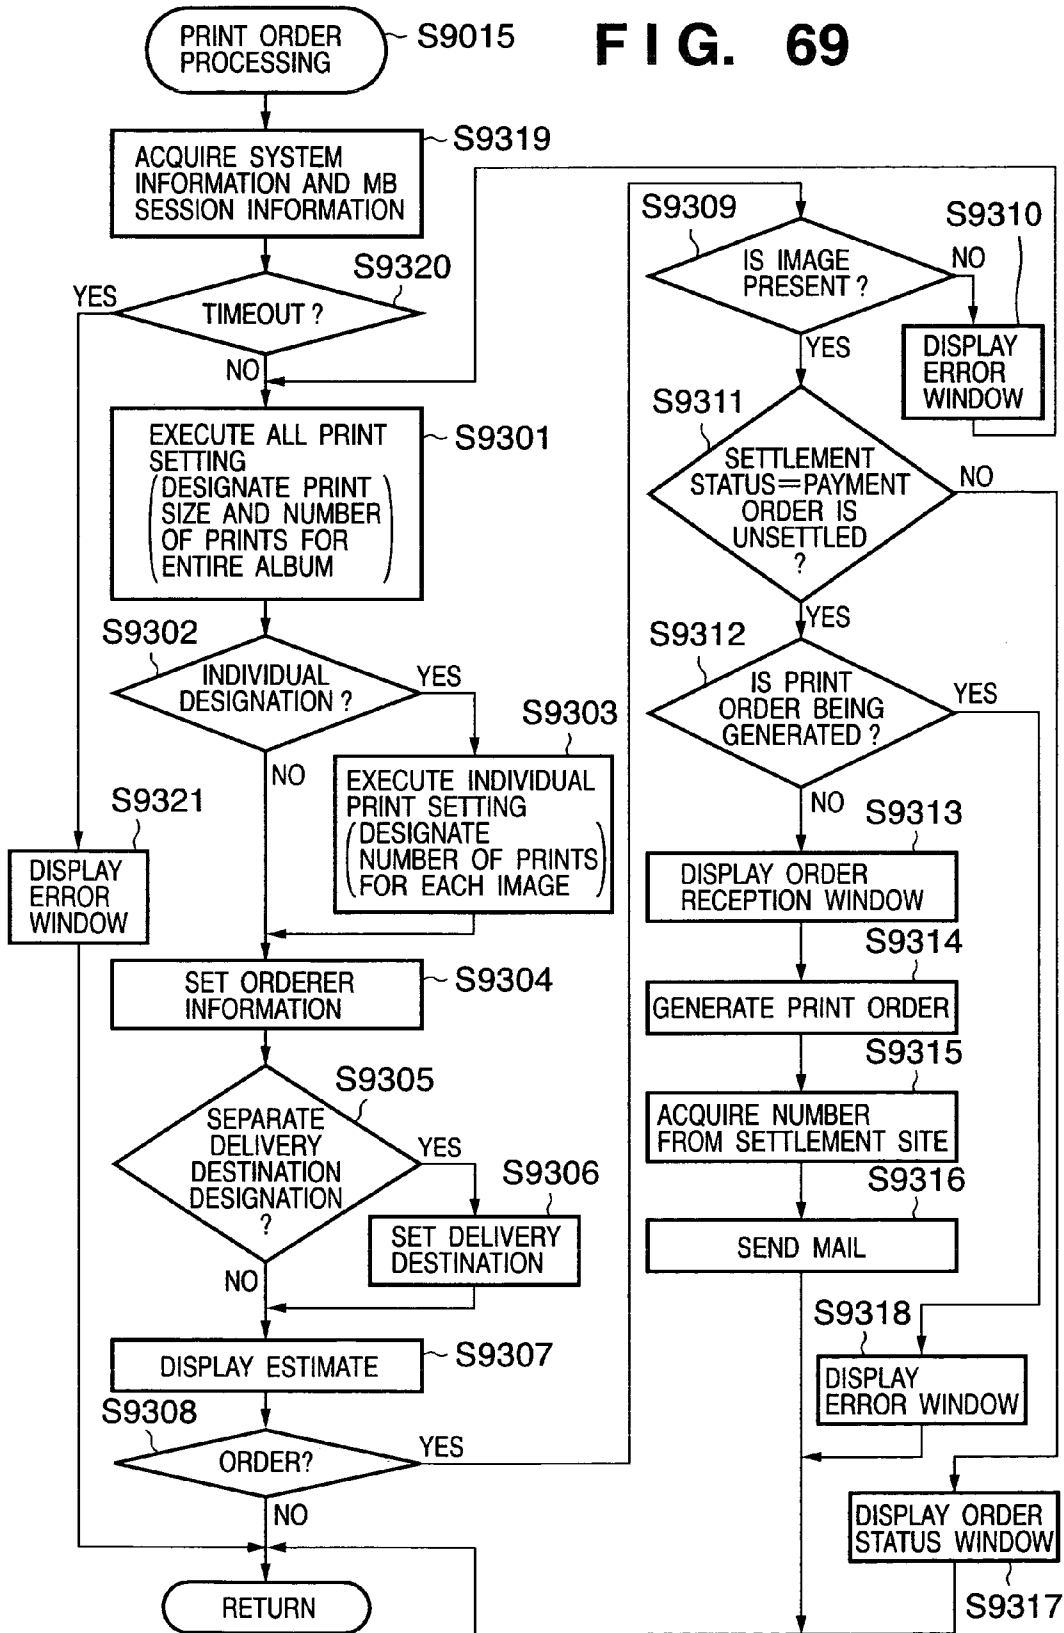 FIG. 69
PRINT ORDER
PROCESSING
S9015
S9319
ACQUIRE SYSTEM
INFORMATION AND MB
SESSION INFORMATION
S9320
YES
TIMEOUT?
NO
S9301
EXECUTE ALL PRINT
SETTING
(DESIGNATE PRINT
SIZE AND NUMBER
OF PRINTS FOR
ENTIRE ALBUM)
S9302
INDIVIDUAL
DESIGNATION?
YES
NO
S9303
EXECUTE INDIVIDUAL
PRINT SETTING
(DESIGNATE
NUMBER OF PRINTS
FOR EACH IMAGE)
S9321
DISPLAY
ERROR
WINDOW
SET ORDERER
INFORMATION
S9304
S9305
SEPARATE
DELIVERY
DESTINATION
DESIGNATION
?
YES
NO
S9306
SET DELIVERY
DESTINATION
DISPLAY ESTIMATE
S9307
S9308
ORDER?
YES
NO
RETURN
S9309
IS IMAGE
PRESENT?
NO
YES
S9310
DISPLAY
ERROR
WINDOW
S9311
SETTLEMENT
STATUS=PAYMENT
ORDER IS
UNSETTLED
?
NO
YES
S9312
IS PRINT
ORDER BEING
GENERATED?
YES
NO
S9313
DISPLAY ORDER
RECEPTION WINDOW
S9314
GENERATE PRINT ORDER
S9315
ACQUIRE NUMBER
FROM SETTLEMENT SITE
S9316
SEND MAIL
S9318
DISPLAY
ERROR WINDOW
DISPLAY ORDER
STATUS WINDOW
S9317